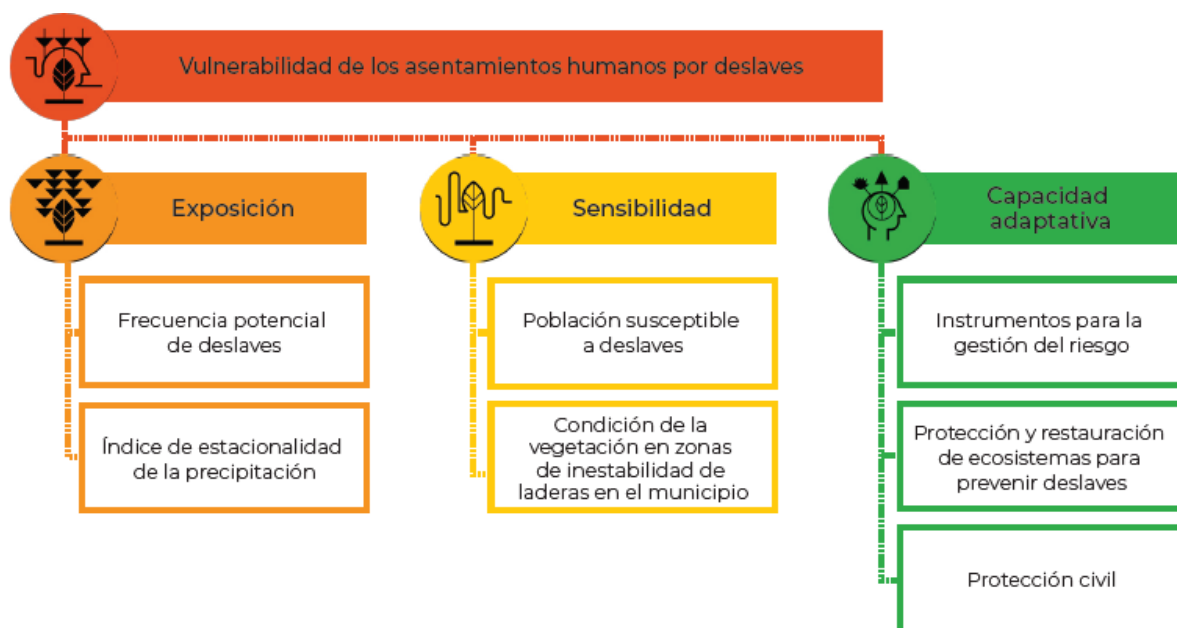 Vulnerabilidad de los asentamientos humanos por deslaves
Exposición
Frecuencia potencial
de deslaves
Índice de estacionalidad
de la precipitación
Sensibilidad
Población susceptible
a deslaves
Condición de la
vegetación en zonas
de inestabilidad de
laderas en el municipio
Capacidad
adaptativa
Instrumentos para la
gestión del riesgo
Protección y restauración
de ecosistemas para
prevenir deslaves
Protección civil